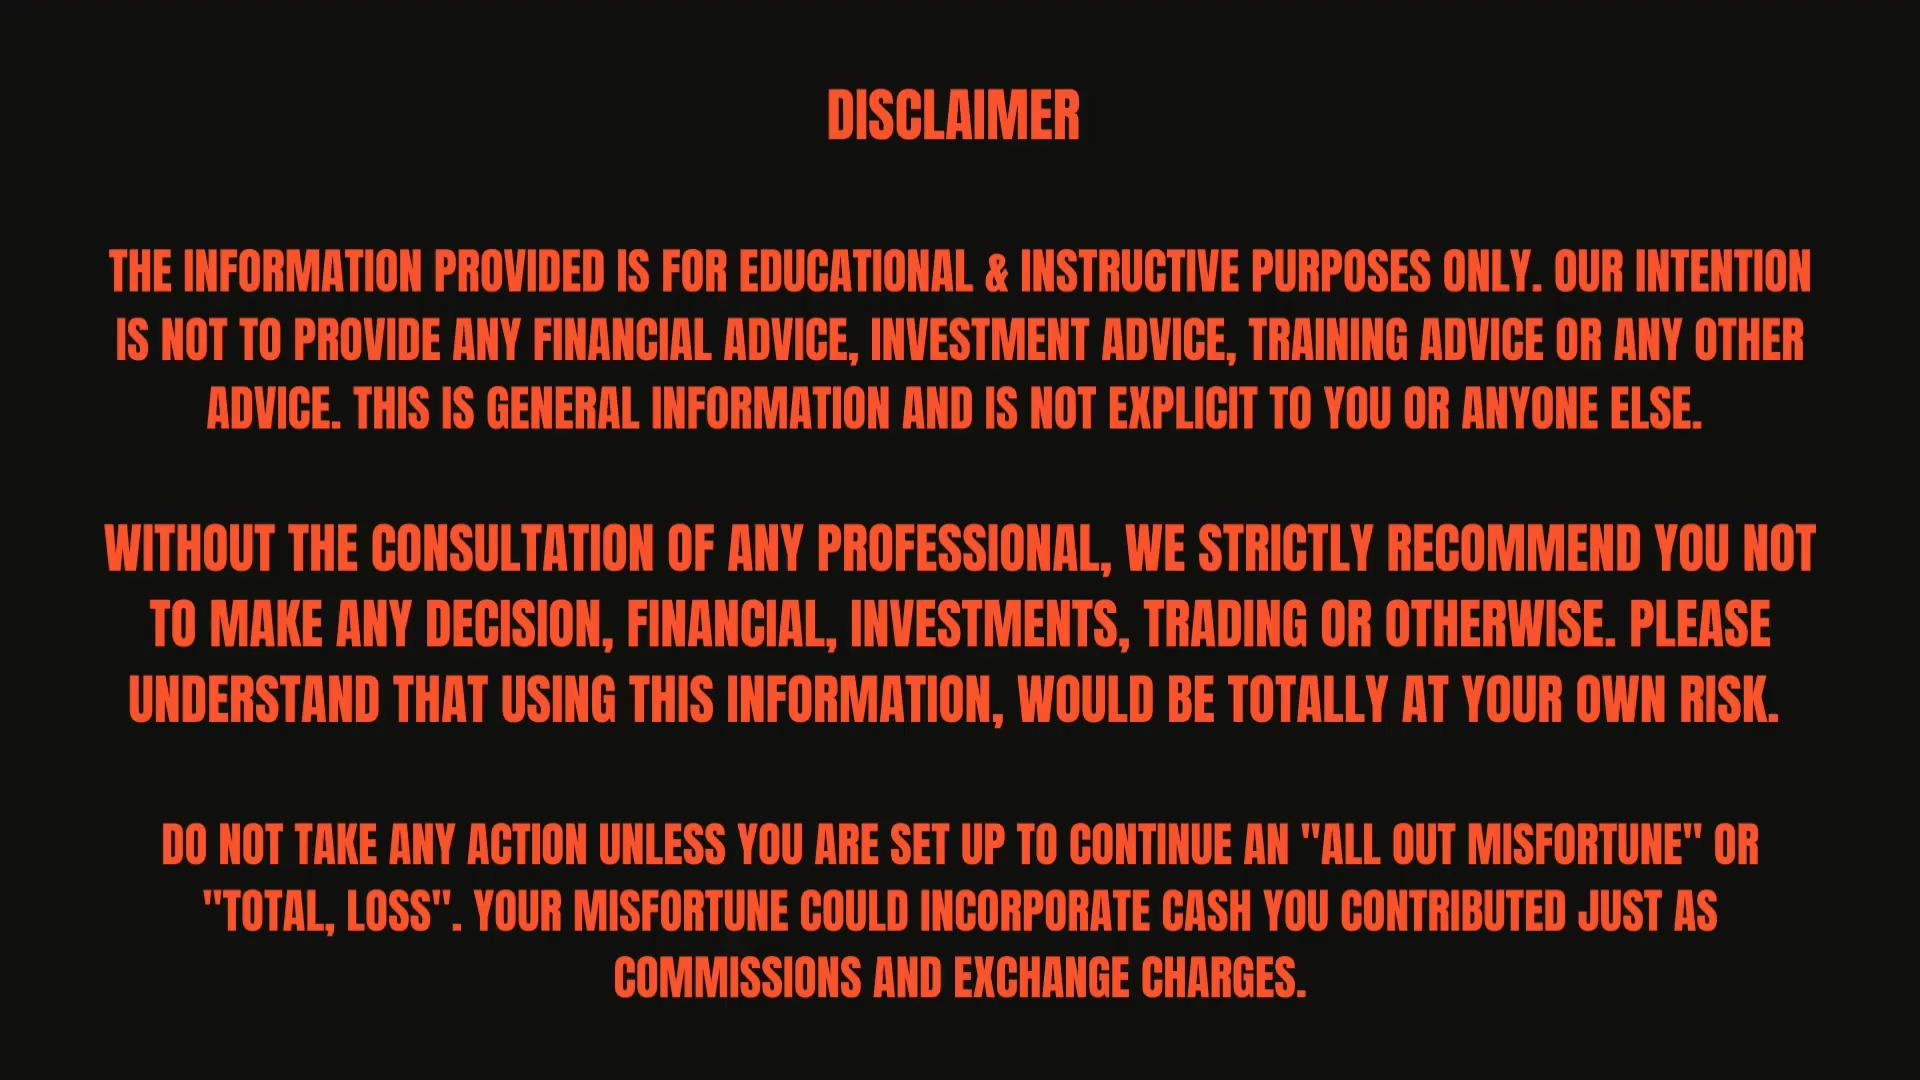 DISCLAIMER
THE INFORMATION PROVIDED IS FOR EDUCATIONAL & INSTRUCTIVE PURPOSES ONLY. OUR INTENTION
IS NOT TO PROVIDE ANY FINANCIAL ADVICE, INVESTMENT ADVICE, TRAINING ADVICE OR ANY OTHER
ADVICE. THIS IS GENERAL INFORMATION AND IS NOT EXPLICIT TO YOU OR ANYONE ELSE.
WITHOUT THE CONSULTATION OF ANY PROFESSIONAL, WE STRICTLY RECOMMEND YOU NOT
TO MAKE ANY DECISION, FINANCIAL, INVESTMENTS, TRADING OR OTHERWISE. PLEASE
UNDERSTAND THAT USING THIS INFORMATION, WOULD BE TOTALLY AT YOUR OWN RISK.
DO NOT TAKE ANY ACTION UNLESS YOU ARE SET UP TO CONTINUE AN "ALL OUT MISFORTUNE" OR
"TOTAL, LOSS". YOUR MISFORTUNE COULD INCORPORATE CASH YOU CONTRIBUTED JUST AS
COMMISSIONS AND EXCHANGE CHARGES.